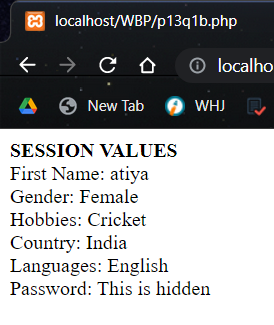 localhost/WBP/p13q1b.php
localho
New Tab
WHJ
SESSION VALUES
First Name: atiya
Gender: Female
Hobbies: Cricket
Country: India
Languages: English
Password: This is hidden